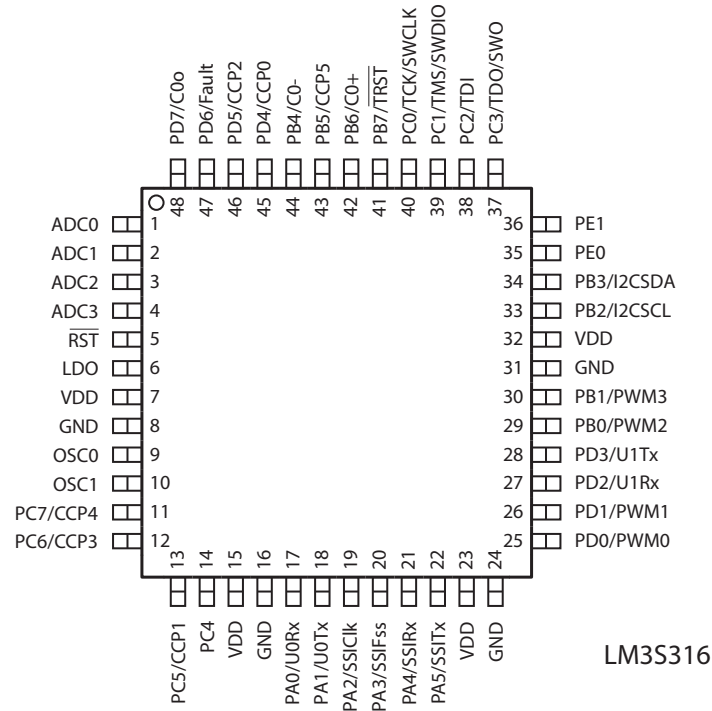 PD7/C0o
PD6/Fault
PD5/CCP2
PD4/CCP0
PB4/C0-
PB5/CCP5
PB6/C0+
PB7/TRST
PC0/TCK/SWCLK
PC1/TMS/SWDIO
PC2/TDI
PC3/TDO/SWO
48
47
46
45
44
43
42
41
40
39
38
37
ADC0 1
ADC1 2
ADC2 3
ADC3 4
RST 5
LDO 6
VDD 7
GND 8
OSC0 9
OSC1 10
PC7/CCP4 11
PC6/CCP3 12
36 PE1
35 PE0
34 PB3/I2CSDA
33 PB2/I2CSCL
32 VDD
31 GND
30 PB1/PWM3
29 PB0/PWM2
28 PD3/U1Tx
27 PD2/U1Rx
26 PD1/PWM1
25 PD0/PWM0
13
14
15
16
17
18
19
20
21
22
23
24
PC5/CCP1
PC4
VDD
GND
PA0/U0Rx
PA1/U0Tx
PA2/SSIClk
PA3/SSIFss
PA4/SSIRx
PA5/SSITx
VDD
GND
LM3S316